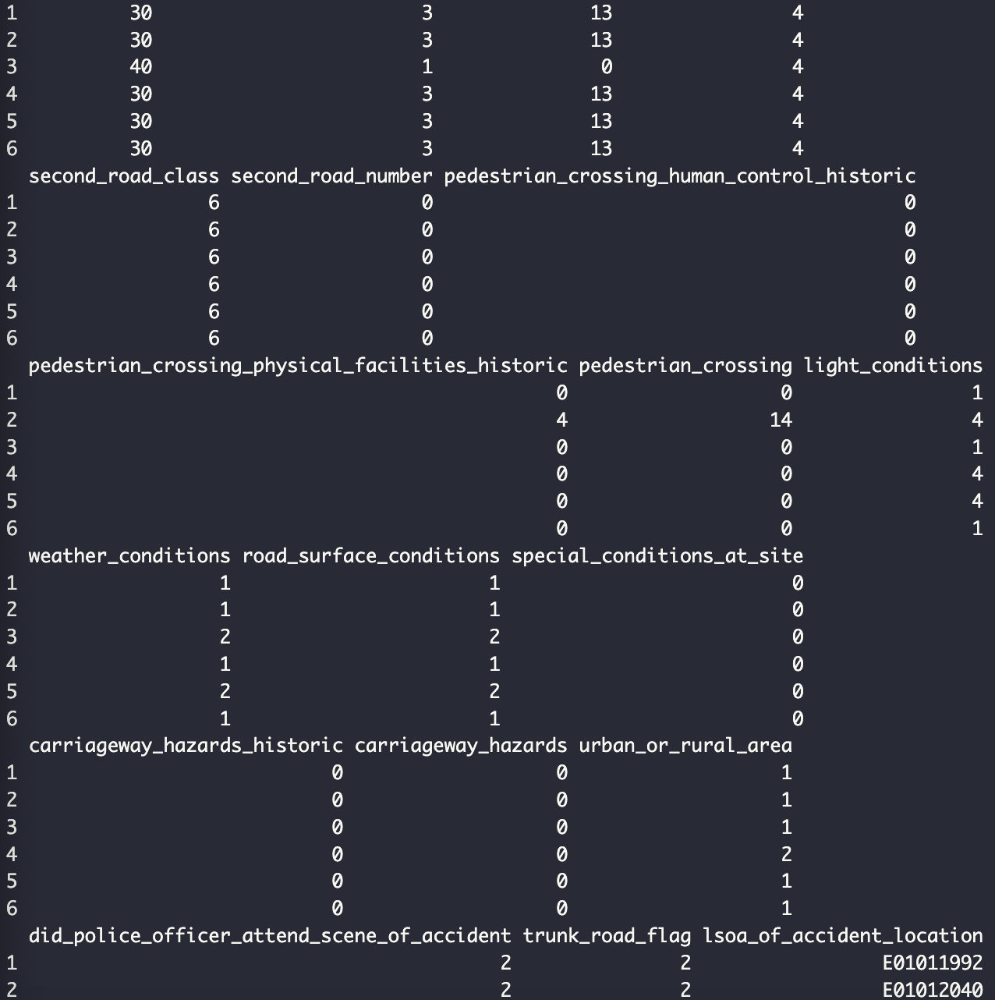 1 30 3 13 4
2 30 3 13 4
3 40 1 0 4
4 30 3 13 4
5 30 3 13 4
6 30 3 13 4
second_road_class second_road_number pedestrian_crossing_human_control_historic
1 6 0 0
2 6 0 0
3 6 0 0
4 6 0 0
5 6 0 0
6 6 0 0
pedestrian_crossing_physical_facilities_historic pedestrian_crossing light_conditions
1 0 0 1
2 4 14 4
3 0 0 1
4 0 0 4
5 0 0 4
6 0 0 1
weather_conditions road_surface_conditions special_conditions_at_site
1 1 1 0
2 1 1 0
3 2 2 0
4 1 1 0
5 2 2 0
6 1 1 0
carriageway_hazards_historic carriageway_hazards urban_or_rural_area
1 0 0 1
2 0 0 1
3 0 0 1
4 0 0 2
5 0 0 1
6 0 0 1
did_police_officer_attend_scene_of_accident trunk_road_flag lsoa_of_accident_location
1 2 2 E01011992
2 2 2 E01012040